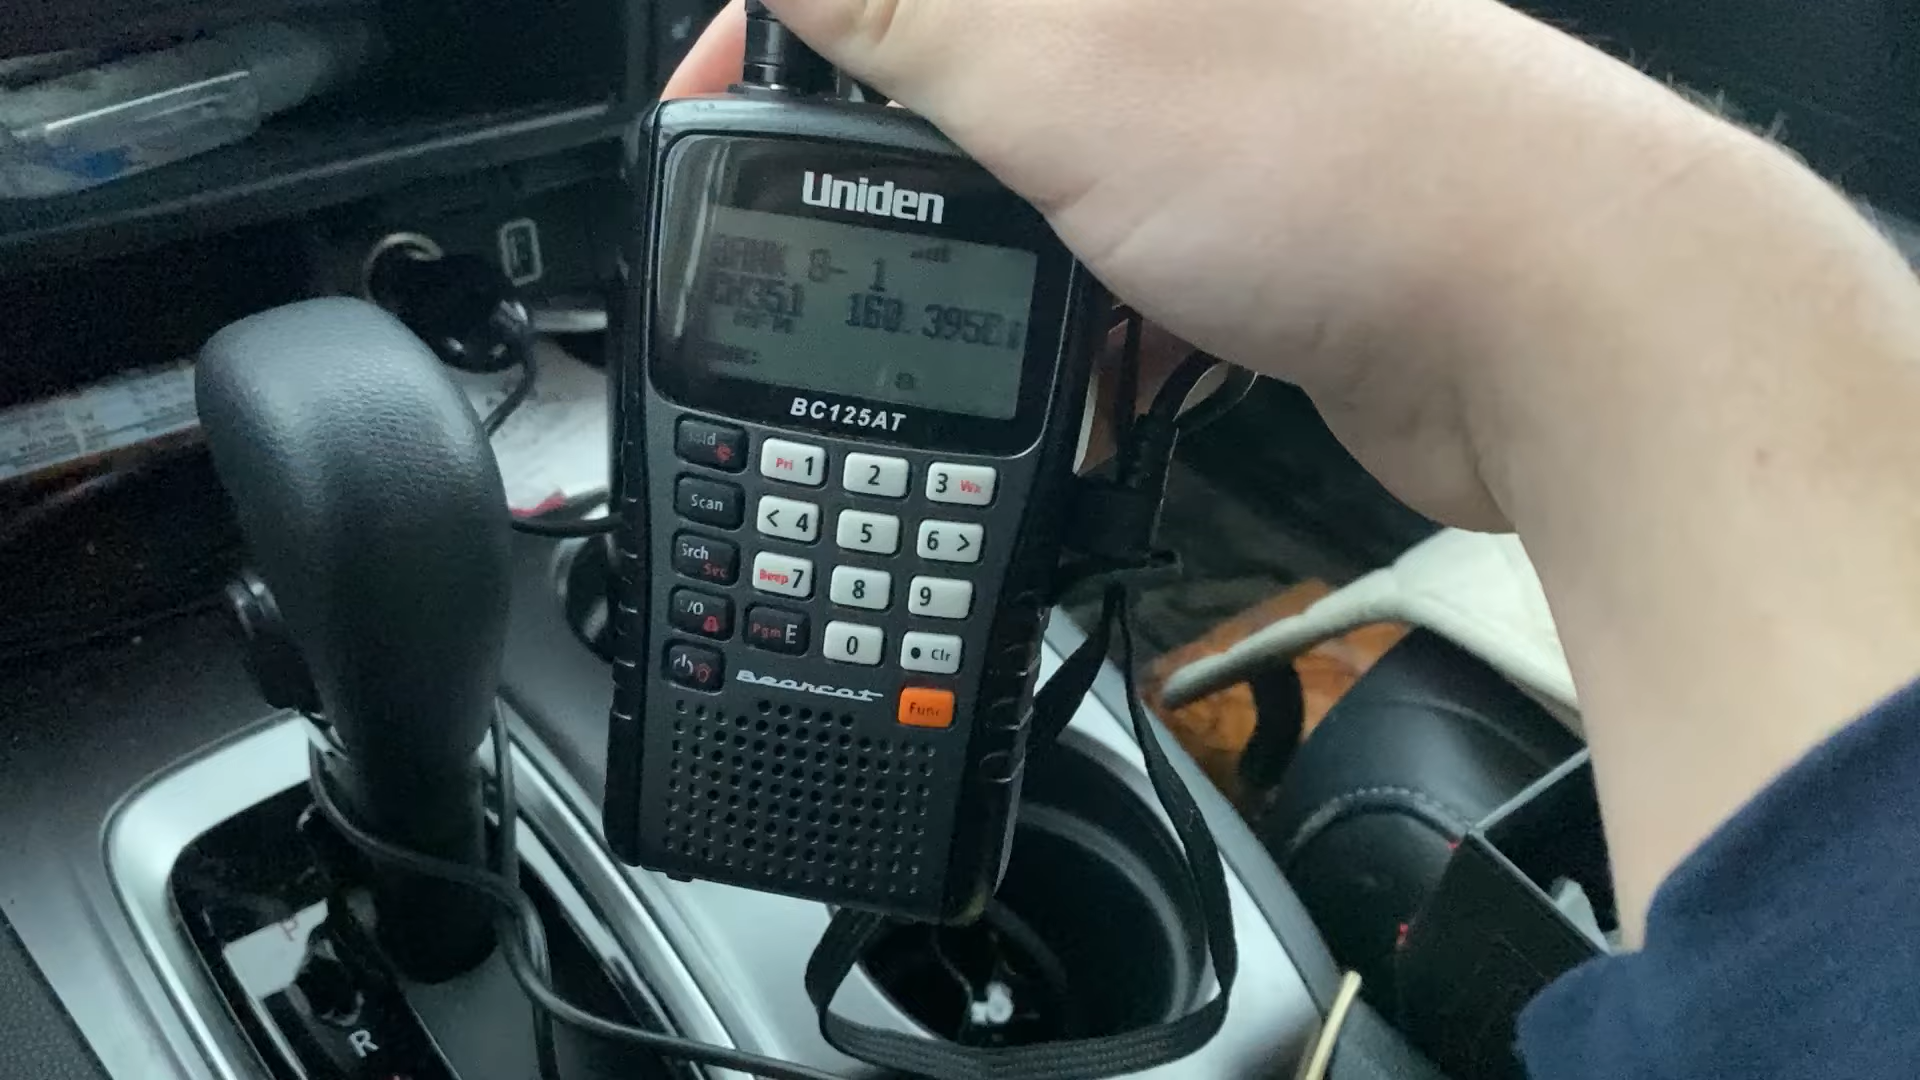 Uniden
BANK 8- 1
CH351 160.3950
BC125AT
Hold
Pri 1
2
3 Wx
Scan
< 4
5
6 >
Srch
Svc
Beep 7
8
9
L/O
Pgm E
0
• Clr
Bearcat
Func
P
R